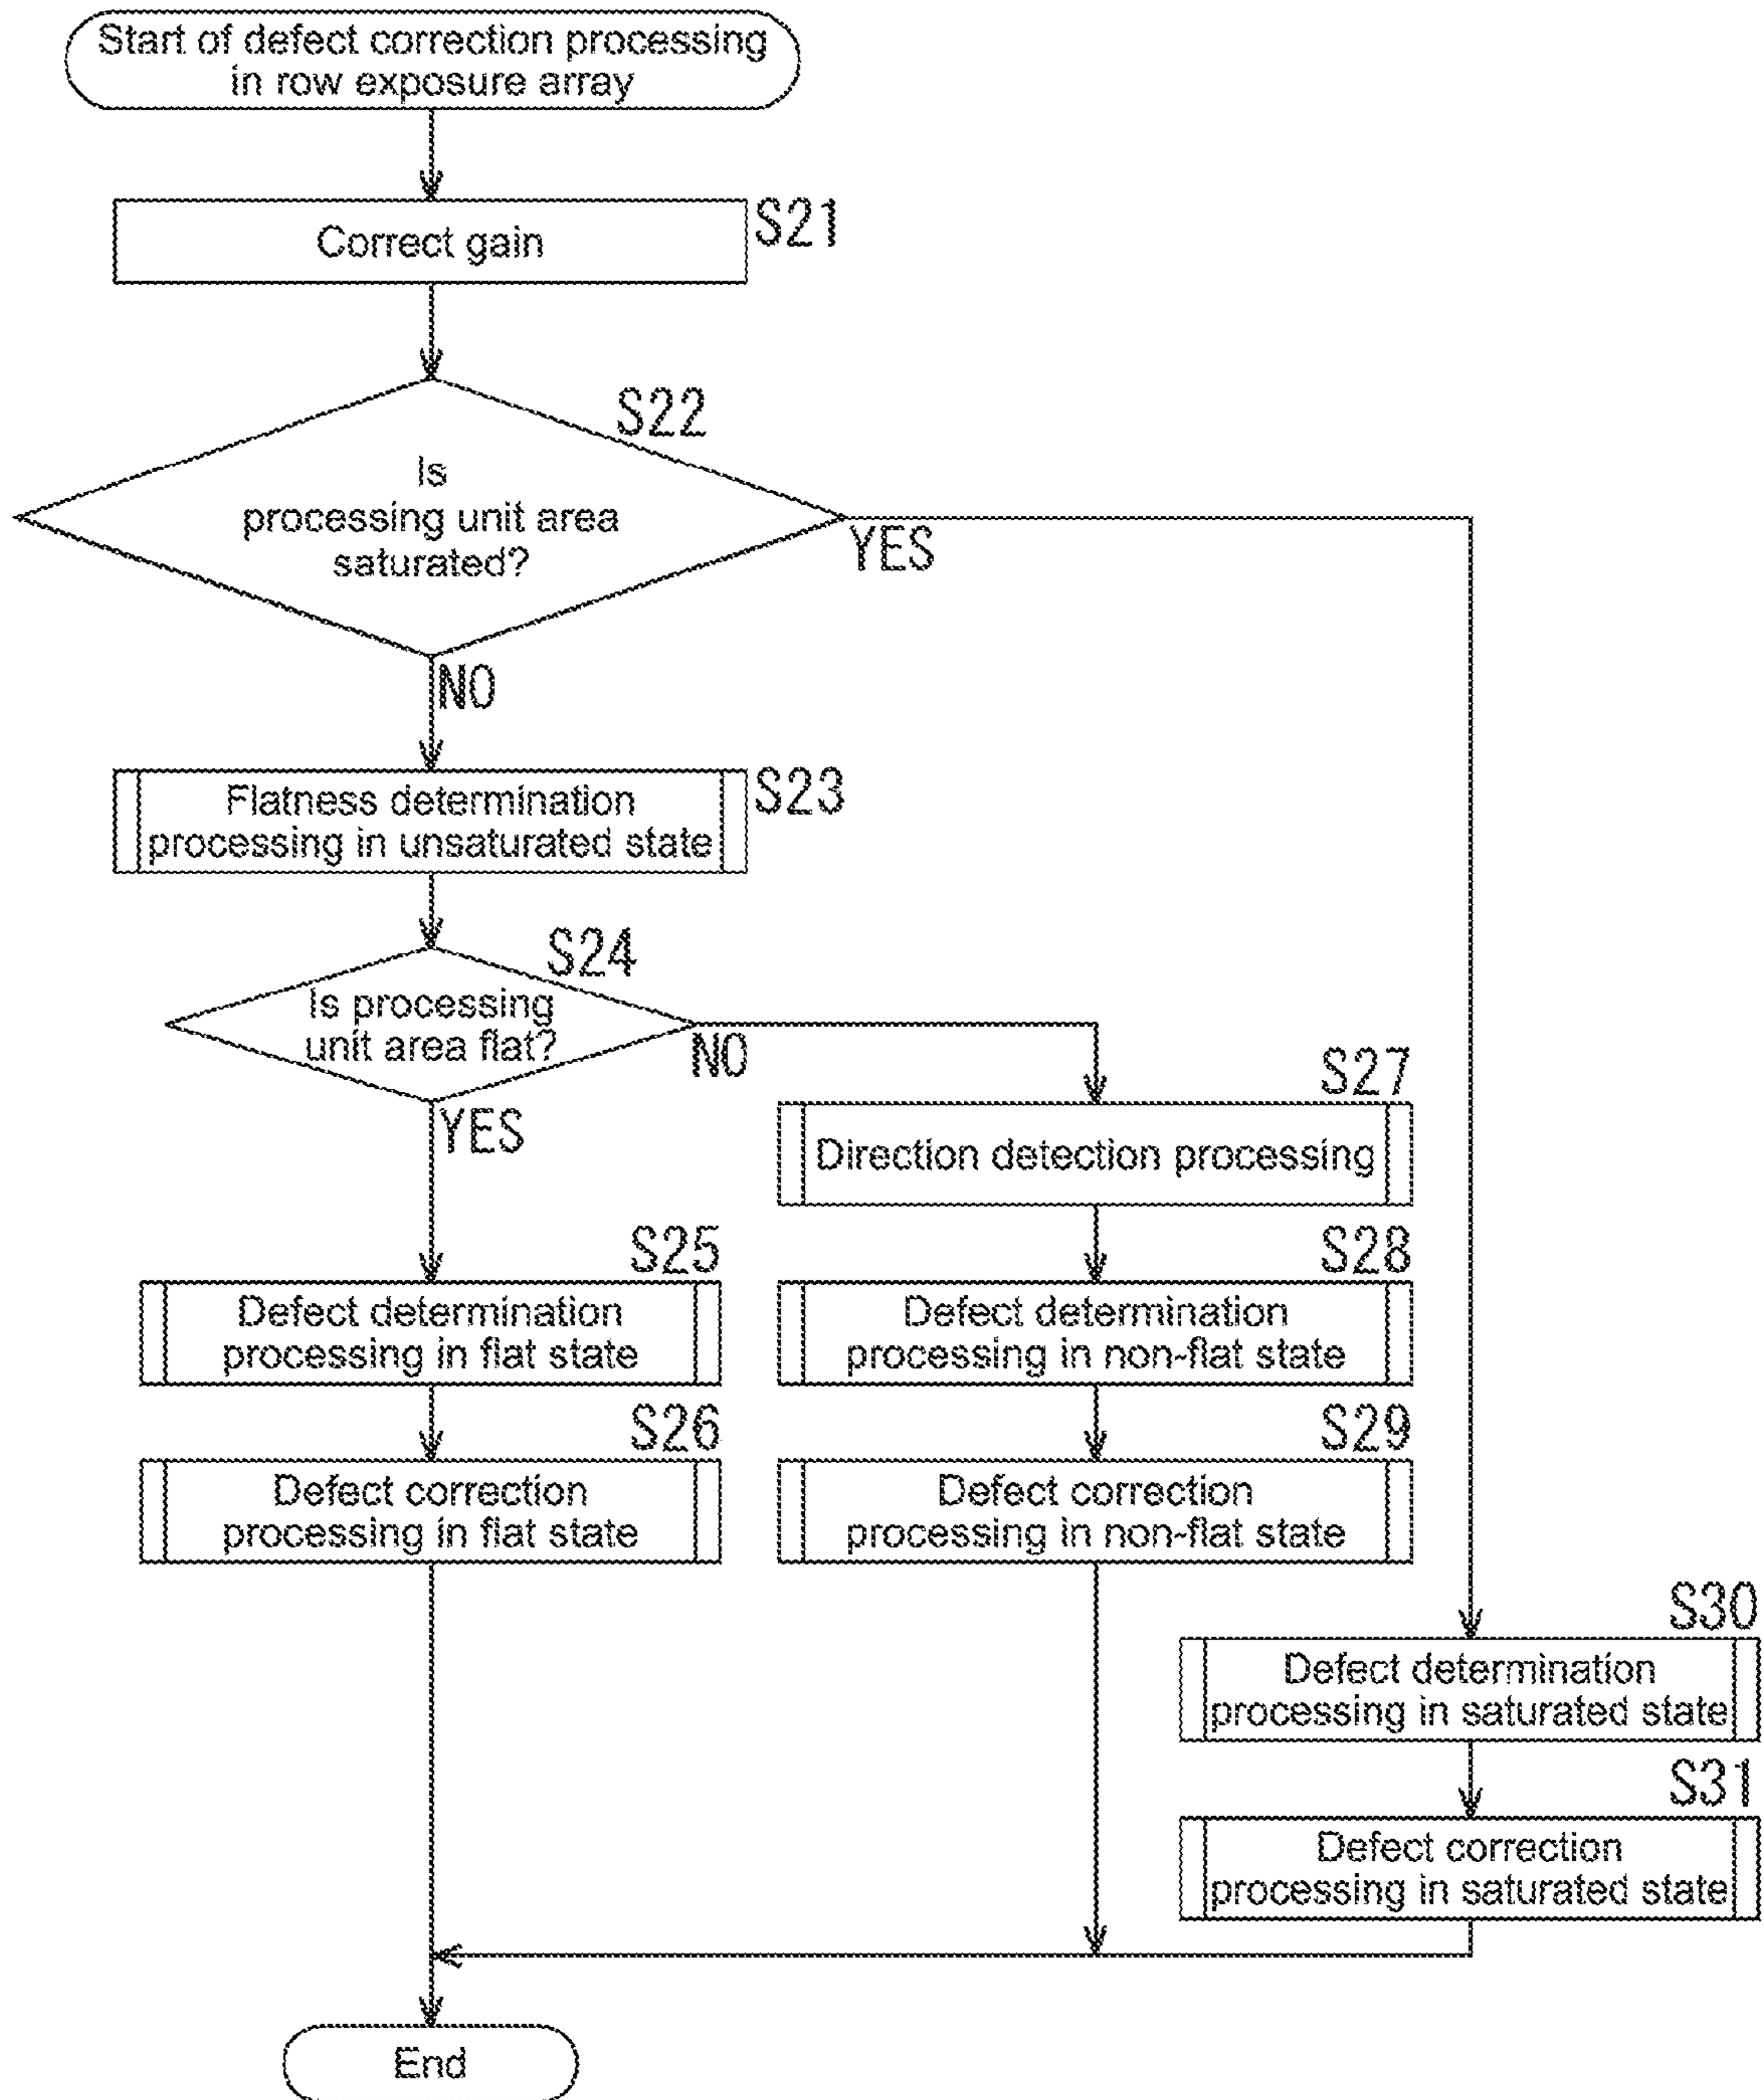 Start of defect correction processing
in row exposure array
S21
Correct gain
S22
Is
processing unit area
saturated?
YES
NO
S23
Flatness determination
processing in unsaturated state
S24
Is processing
unit area flat?
NO
YES
S27
Direction detection processing
S25
Defect determination
processing in flat state
S28
Defect determination
processing in non-flat state
S26
Defect correction
processing in flat state
S29
Defect correction
processing in non-flat state
S30
Defect determination
processing in saturated state
S31
Defect correction
processing in saturated state
End